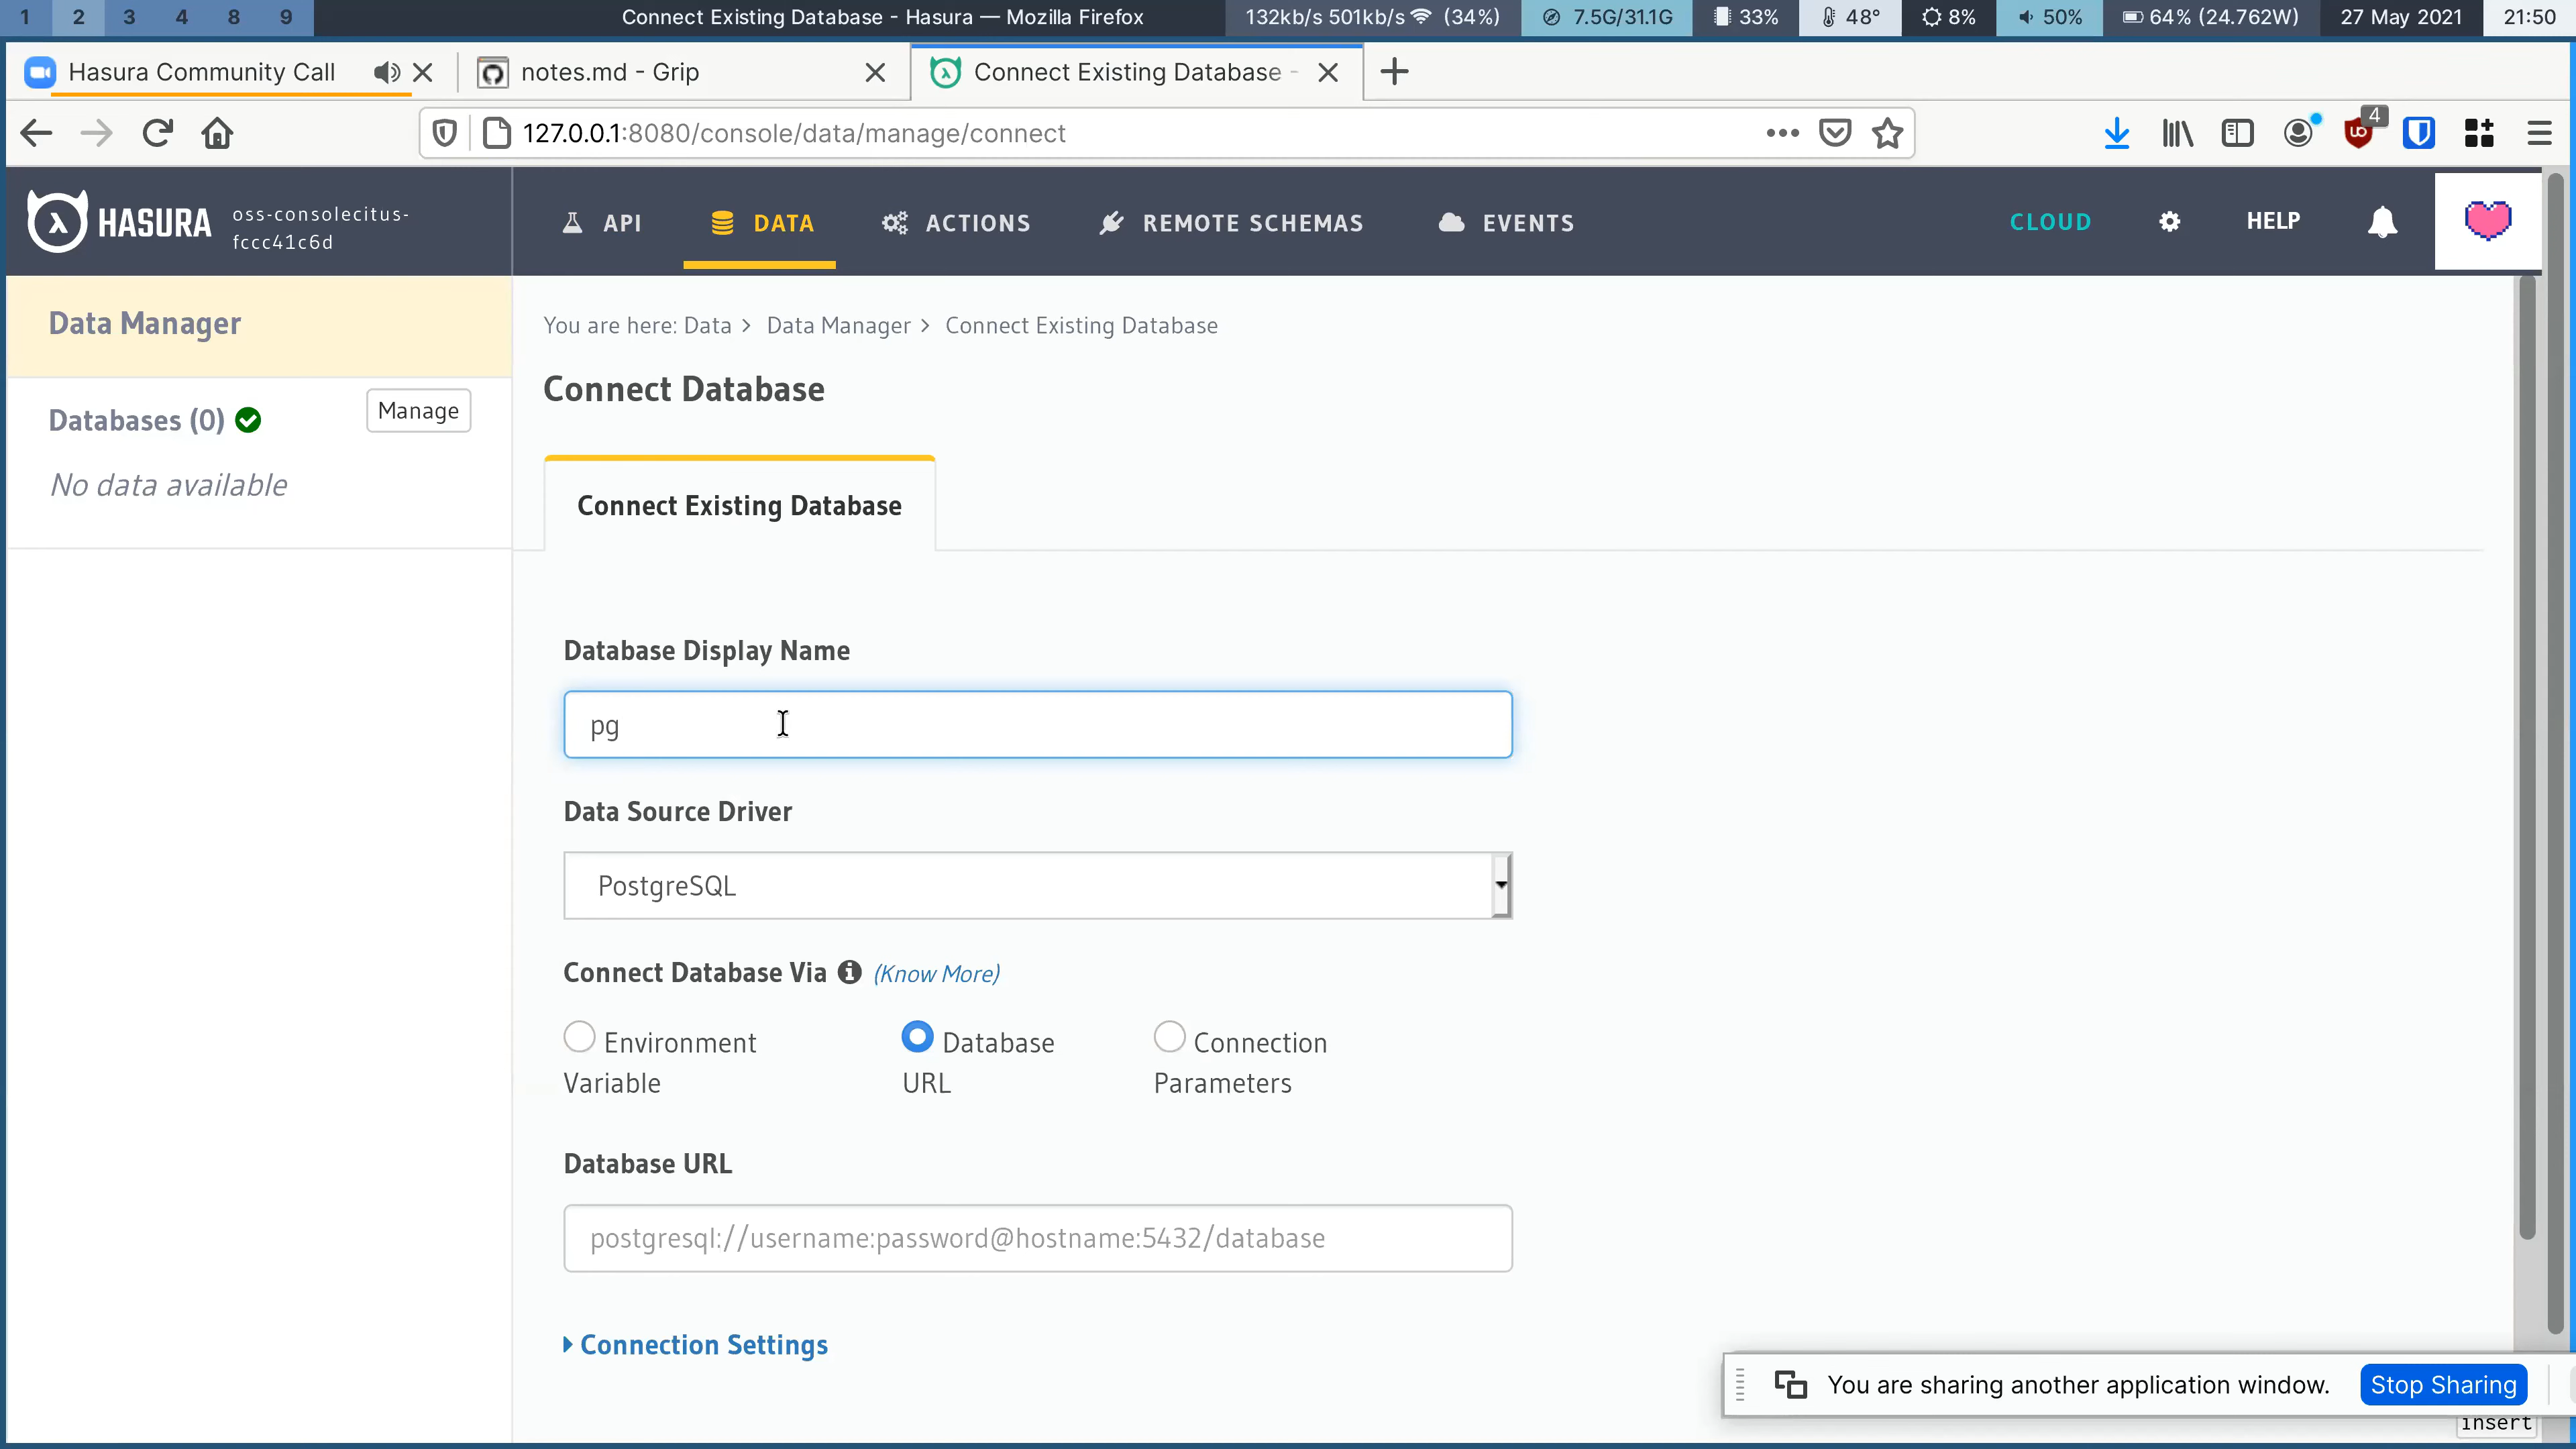 1 2 3 4 8 9 Connect Existing Database - Hasura — Mozilla Firefox 132kb/s 501kb/s (34%) 7.5G/31.1G 33% 48° 8% 50% 64% (24.762W) 27 May 2021 21:50
Hasura Community Call notes.md - Grip Connect Existing Database -
127.0.0.1:8080/console/data/manage/connect 4
HASURA oss-consolecitus-
fccc41c6d
API DATA ACTIONS REMOTE SCHEMAS EVENTS CLOUD HELP
Data Manager
Databases (0) Manage
No data available
You are here: Data > Data Manager > Connect Existing Database
Connect Database
Connect Existing Database
Database Display Name
pg
Data Source Driver
PostgreSQL
Connect Database Via (Know More)
Environment Variable
Database URL
Connection Parameters
Database URL
postgresql://username:password@hostname:5432/database
Connection Settings
You are sharing another application window. Stop Sharing
insert